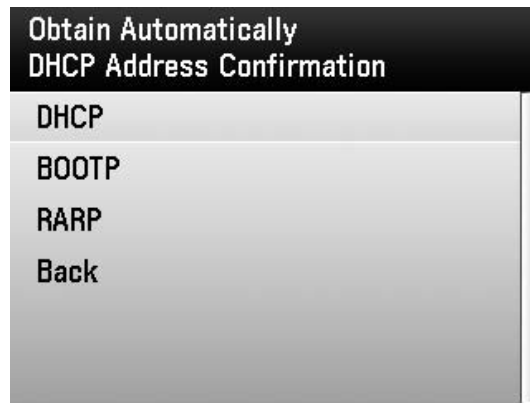 Obtain Automatically
DHCP Address Confirmation
DHCP
BOOTP
RARP
Back